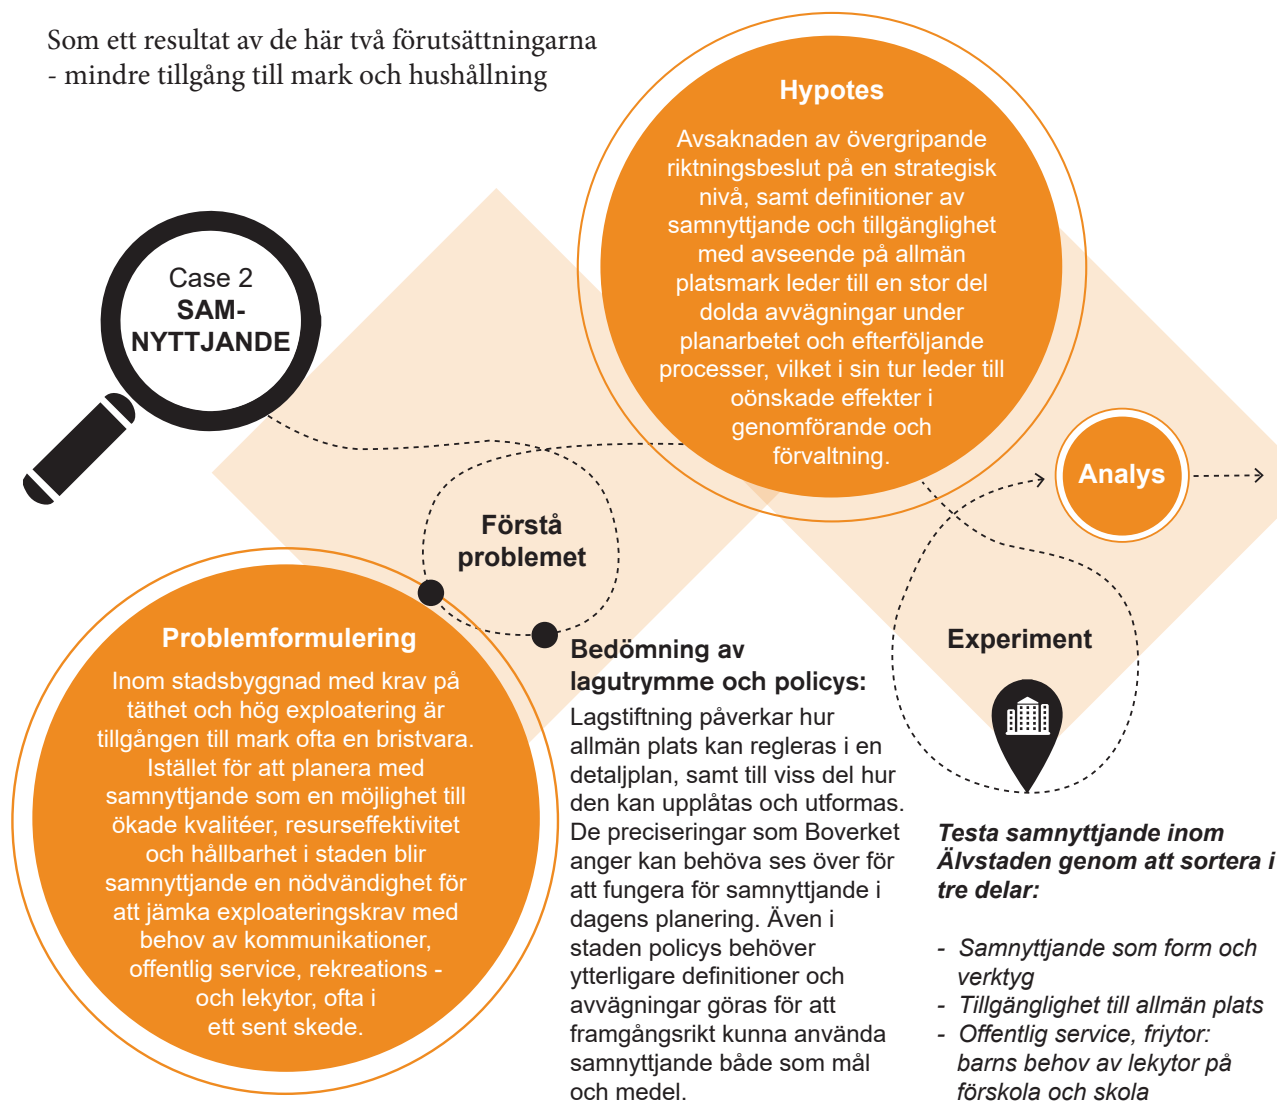 Som ett resultat av de här två förutsättningarna
- mindre tillgång till mark och hushållning
Case 2
SAM-
NYTTJANDE
Hypotes
Avsaknaden av övergripande
riktningsbeslut på en strategisk
nivå, samt definitioner av
samnyttjande och tillgänglighet
med avseende på allmän
platsmark leder till en stor del
dolda avvägningar under
planarbetet och efterföljande
processer, vilket i sin tur leder till
oönskade effekter i
genomförande och
förvaltning.
Förstå
problemet
Analys
Problemformulering
Inom stadsbyggnad med krav på
täthet och hög exploatering är
tillgången till mark ofta en bristvara.
Istället för att planera med
samnyttjande som en möjlighet till
ökade kvalitéer, resurseffektivitet
och hållbarhet i staden blir
samnyttjande en nödvändighet för
att jämka exploateringskrav med
behov av kommunikationer,
offentlig service, rekreations -
och lekytor, ofta i
ett sent skede.
Bedömning av
lagutrymme och policys:
Lagstiftning påverkar hur
allmän plats kan regleras i en
detaljplan, samt till viss del hur
den kan upplåtas och utformas.
De preciseringar som Boverket
anger kan behöva ses över för
att fungera för samnyttjande i
dagens planering. Även i
staden policys behöver
ytterligare definitioner och
avvägningar göras för att
framgångsrikt kunna använda
samnyttjande både som mål
och medel.
Experiment
Testa samnyttjande inom
Älvstaden genom att sortera i
tre delar:
- Samnyttjande som form och
verktyg
- Tillgänglighet till allmän plats
- Offentlig service, friytor:
barns behov av lekytor på
förskola och skola